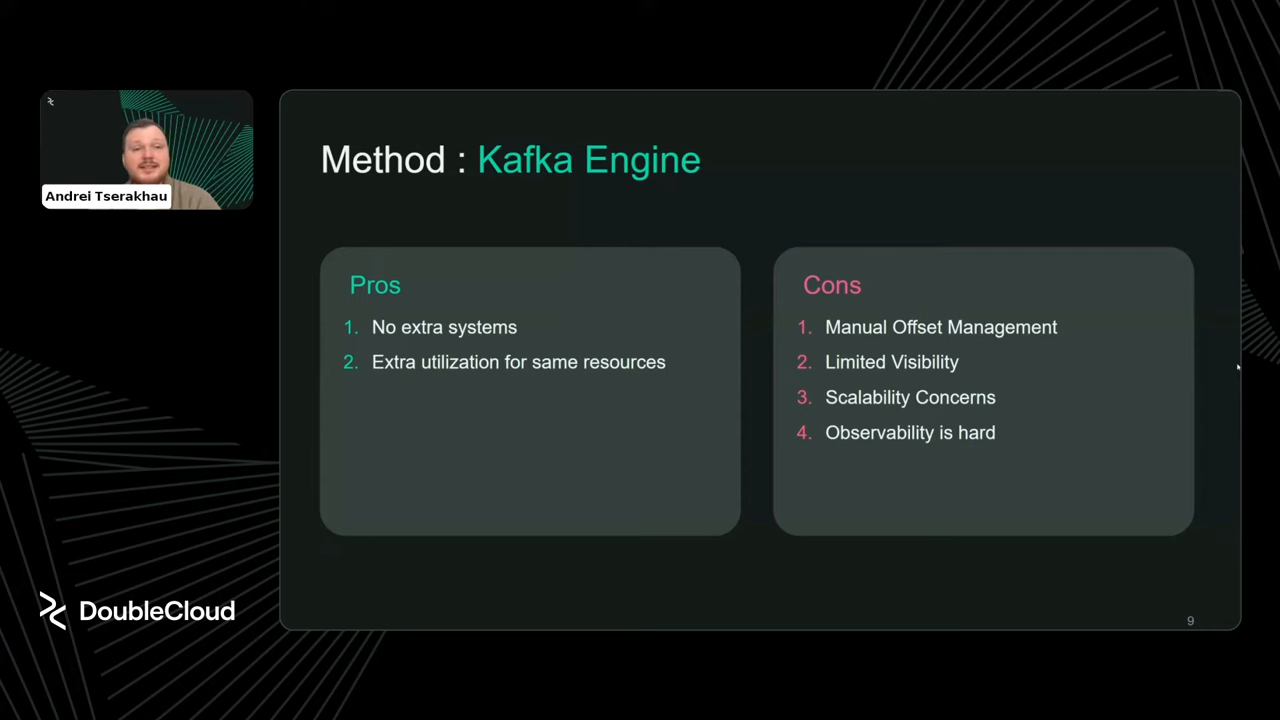 Andrei Tserakhau
Method : Kafka Engine
Pros
1. No extra systems
2. Extra utilization for same resources
Cons
1. Manual Offset Management
2. Limited Visibility
3. Scalability Concerns
4. Observability is hard
DoubleCloud
9